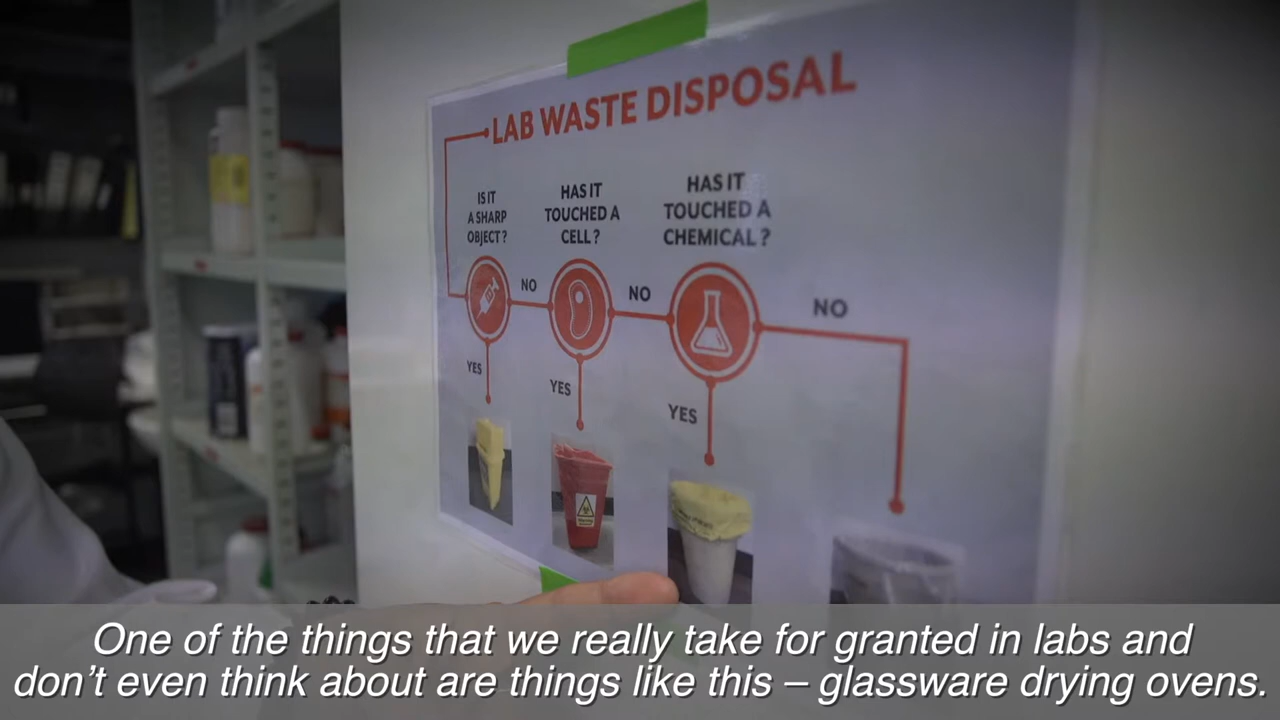 LAB WASTE DISPOSAL
IS IT
A SHARP
OBJECT?
HAS IT
TOUCHED A
CELL?
HAS IT
TOUCHED A
CHEMICAL?
NO
NO
NO
YES
YES
YES
One of the things that we really take for granted in labs and
don't even think about are things like this – glassware drying ovens.